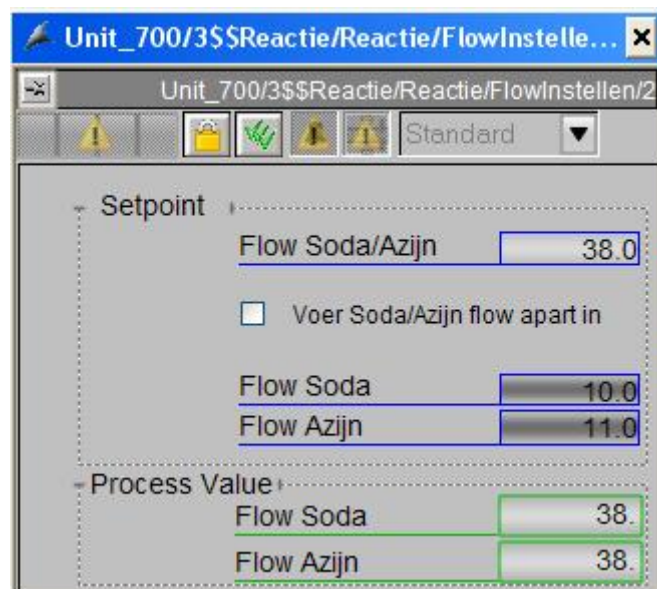 Unit_700/3$$Reactie/Reactie/FlowInstelle...
Unit_700/3$$Reactie/Reactie/FlowInstellen/2
Standard
Setpoint
Flow Soda/Azijn 38.0
Voer Soda/Azijn flow apart in
Flow Soda 10.0
Flow Azijn 11.0
Process Value
Flow Soda 38.
Flow Azijn 38.